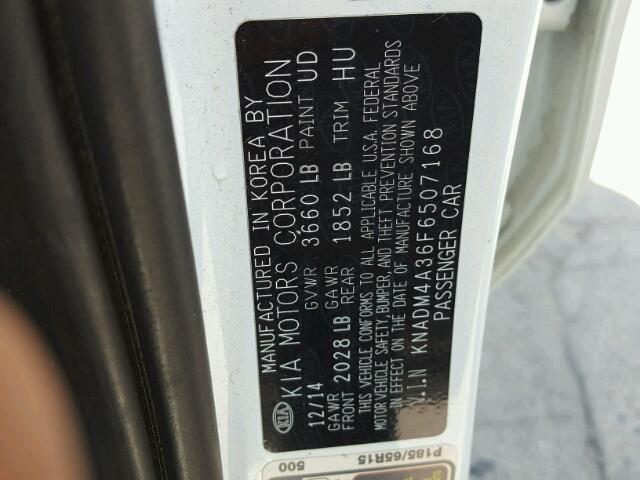 MANUFACTURED IN KOREA BY
KIA KIA MOTORS CORPORATION
12/14 GVWR 3660 LB PAINT UD
GAWR FRONT 2028 LB GAWR REAR 1852 LB TRIM HU
THIS VEHICLE CONFORMS TO ALL APPLICABLE U.S.A. FEDERAL
MOTOR VEHICLE SAFETY, BUMPER, AND THEFT PREVENTION STANDARDS
IN EFFECT ON THE DATE OF MANUFACTURE SHOWN ABOVE
V.I.N KNADM4A36F6507168
PASSENGER CAR
P185/65R15
500